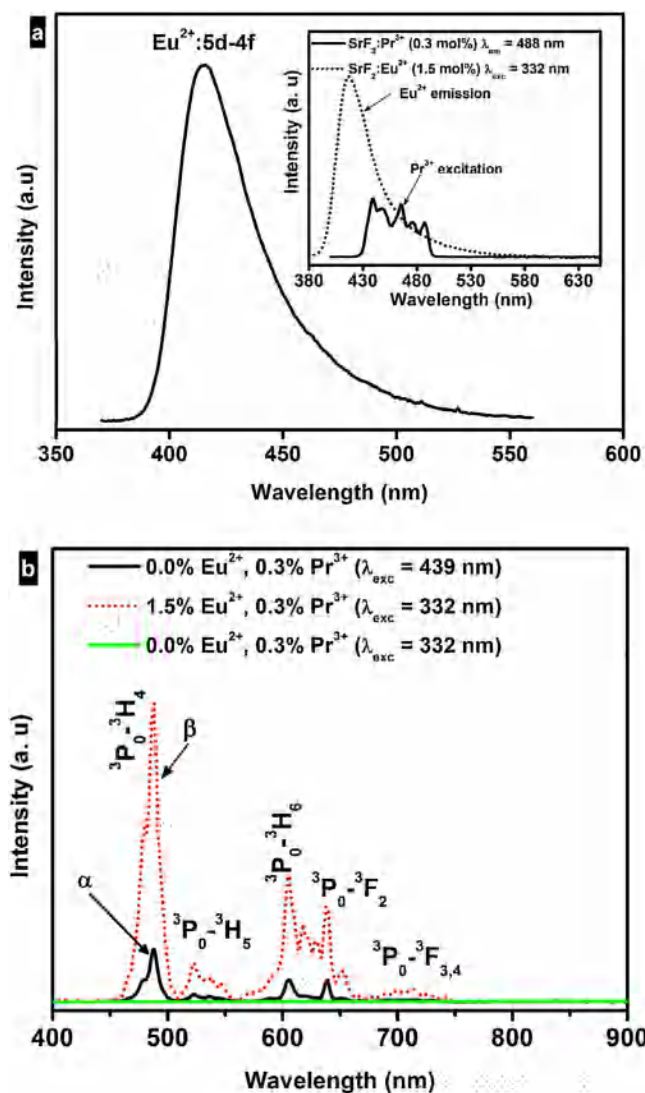 a
Eu²⁺:5d-4f
SrF₂:Pr³⁺ (0.3 mol%) λₑₘ = 488 nm
SrF₂:Eu²⁺ (1.5 mol%) λₑₓc = 332 nm
Eu²⁺ emission
Pr³⁺ excitation
Intensity (a. u)
380 430 480 530 580 630
Wavelength (nm)
Intensity (a.u)
350 400 450 500 550 600
Wavelength (nm)
b
0.0% Eu²⁺, 0.3% Pr³⁺ (λₑₓc = 439 nm)
1.5% Eu²⁺, 0.3% Pr³⁺ (λₑₓc = 332 nm)
0.0% Eu²⁺, 0.3% Pr³⁺ (λₑₓc = 332 nm)
³P₀-³H₄
β
α
³P₀-³H₅
³P₀-³H₆
³P₀-³F₂
³P₀-³F₃,₄
Intensity (a. u)
400 500 600 700 800 900
Wavelength (nm)